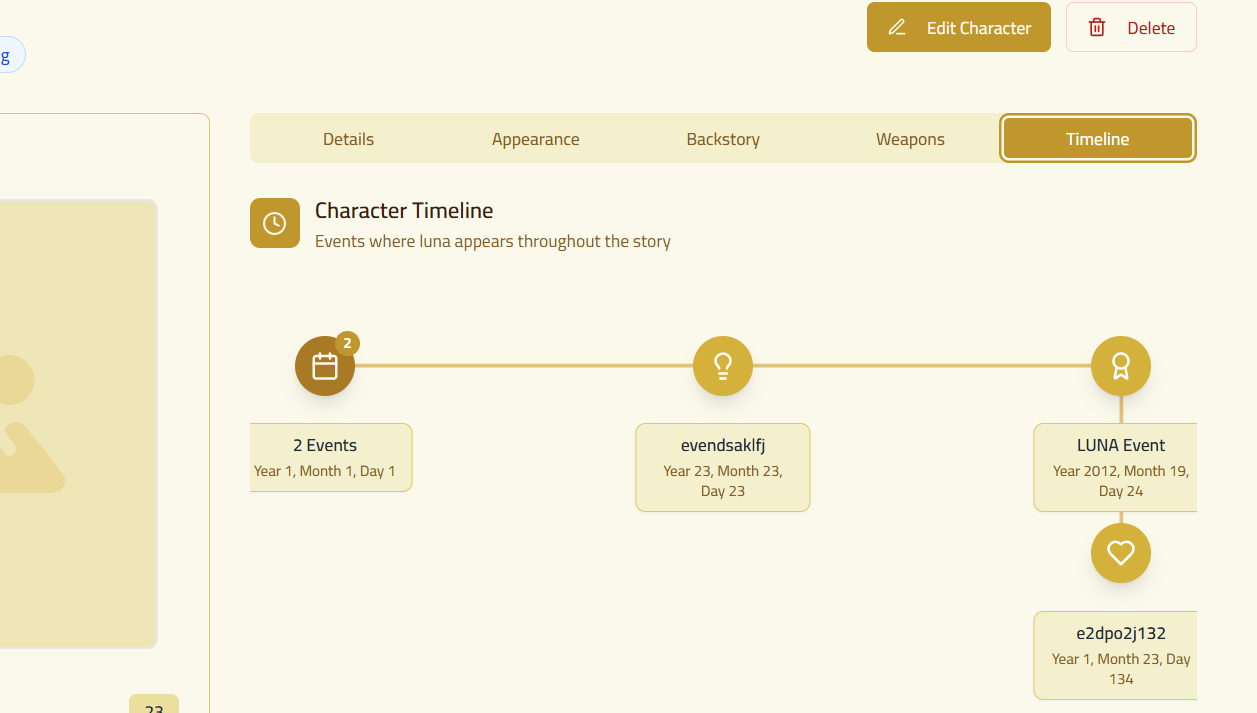 g
Edit Character
Delete
Details
Appearance
Backstory
Weapons
Timeline
Character Timeline
Events where luna appears throughout the story
2
2 Events
Year 1, Month 1, Day 1
evendsaklfj
Year 23, Month 23,
Day 23
LUNA Event
Year 2012, Month 19,
Day 24
e2dpo2j132
Year 1, Month 23, Day
134
23